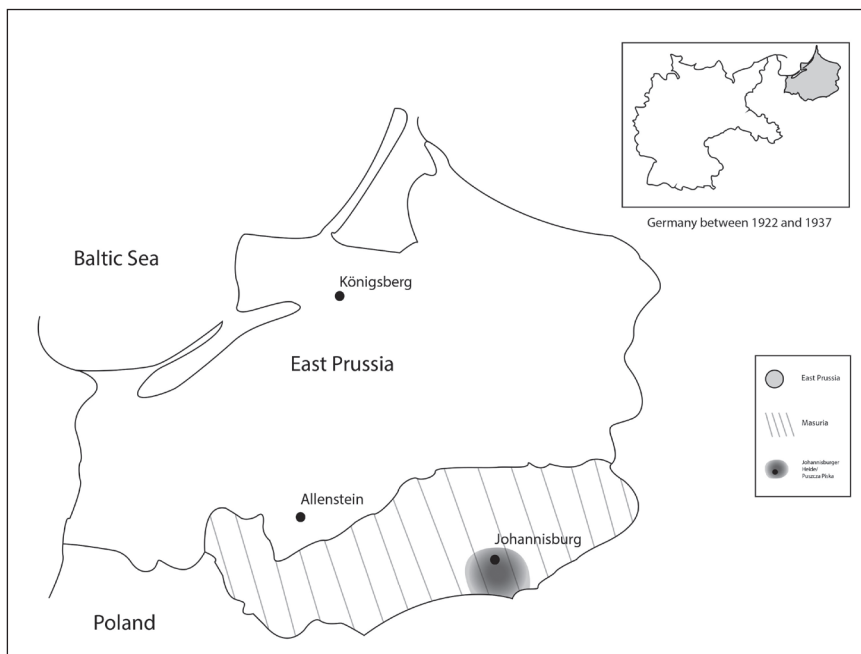 Germany between 1922 and 1937
Baltic Sea
Königsberg
East Prussia
East Prussia
Masuria
Johannisburger
Heide/
Puszcza Piska
Allenstein
Johannisburg
Poland